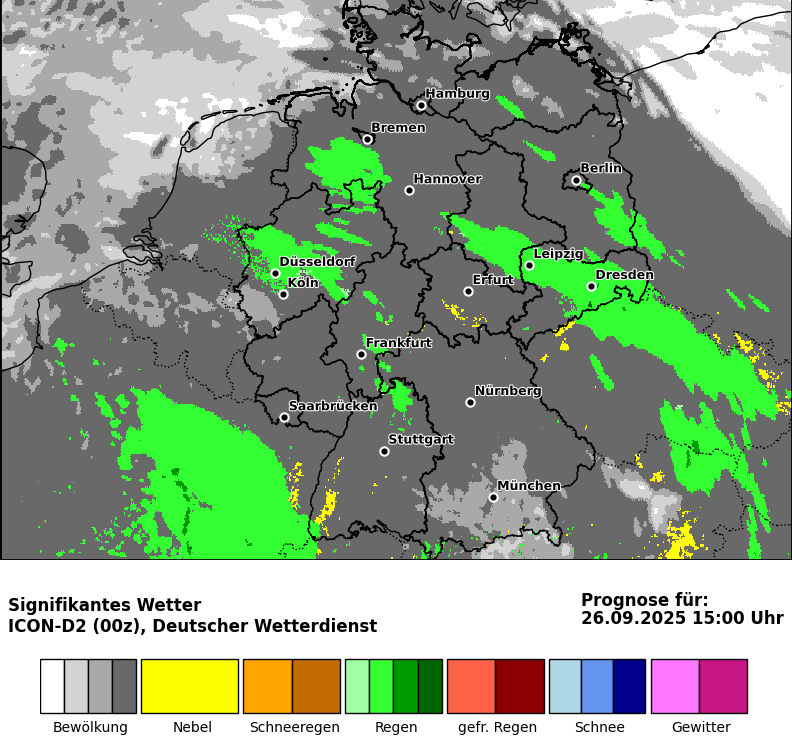 Hamburg
Bremen
Berlin
Hannover
Leipzig
Düsseldorf
Dresden
Erfurt
Köln
Frankfurt
Nürnberg
Saarbrücken
Stuttgart
München
Signifikantes Wetter
ICON-D2 (00z), Deutscher Wetterdienst
Prognose für:
26.09.2025 15:00 Uhr
Bewölkung
Nebel
Schneeregen
Regen
gefr. Regen
Schnee
Gewitter